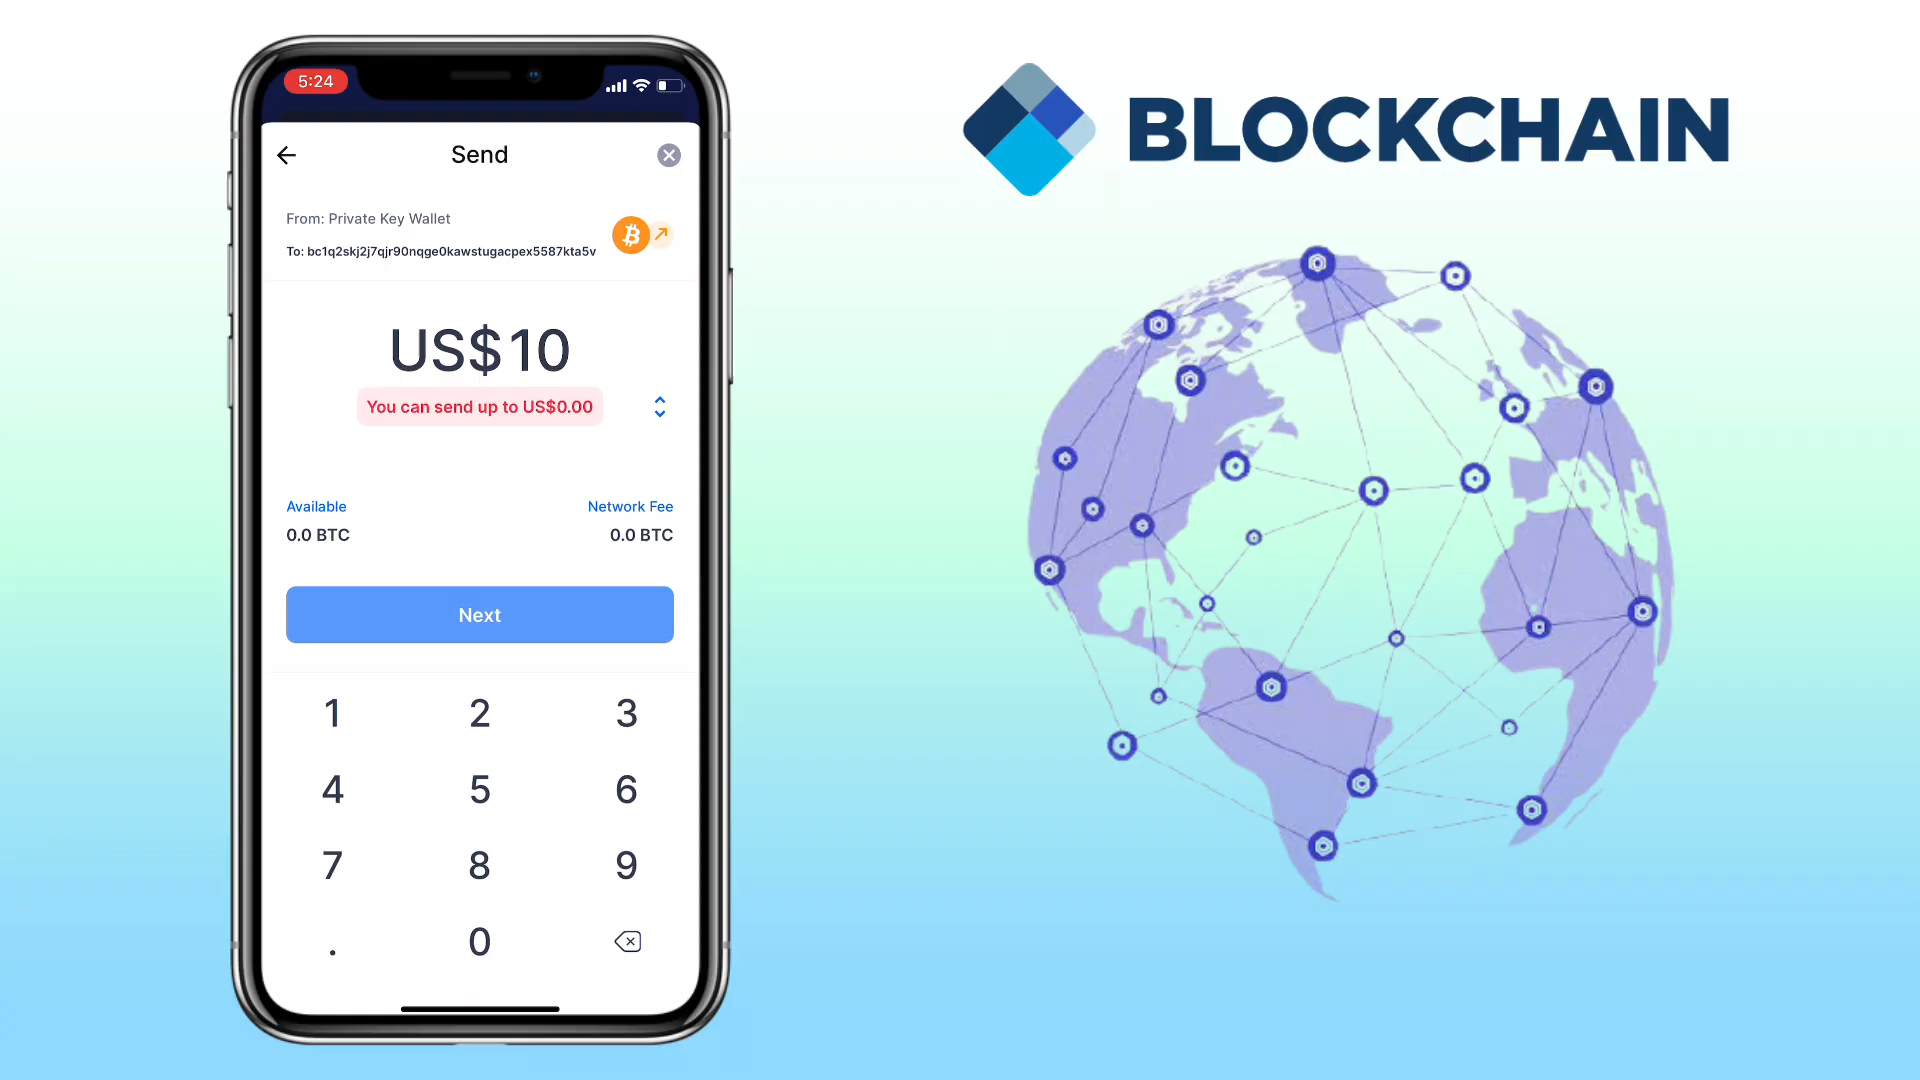 5:24
Send
From: Private Key Wallet
To: bc1q2skj2j7qjr90nqge0kawstugacpex5587kta5v
US$10
You can send up to US$0.00
Available
Network Fee
0.0 BTC
0.0 BTC
Next
1 2 3
4 5 6
7 8 9
. 0
BLOCKCHAIN